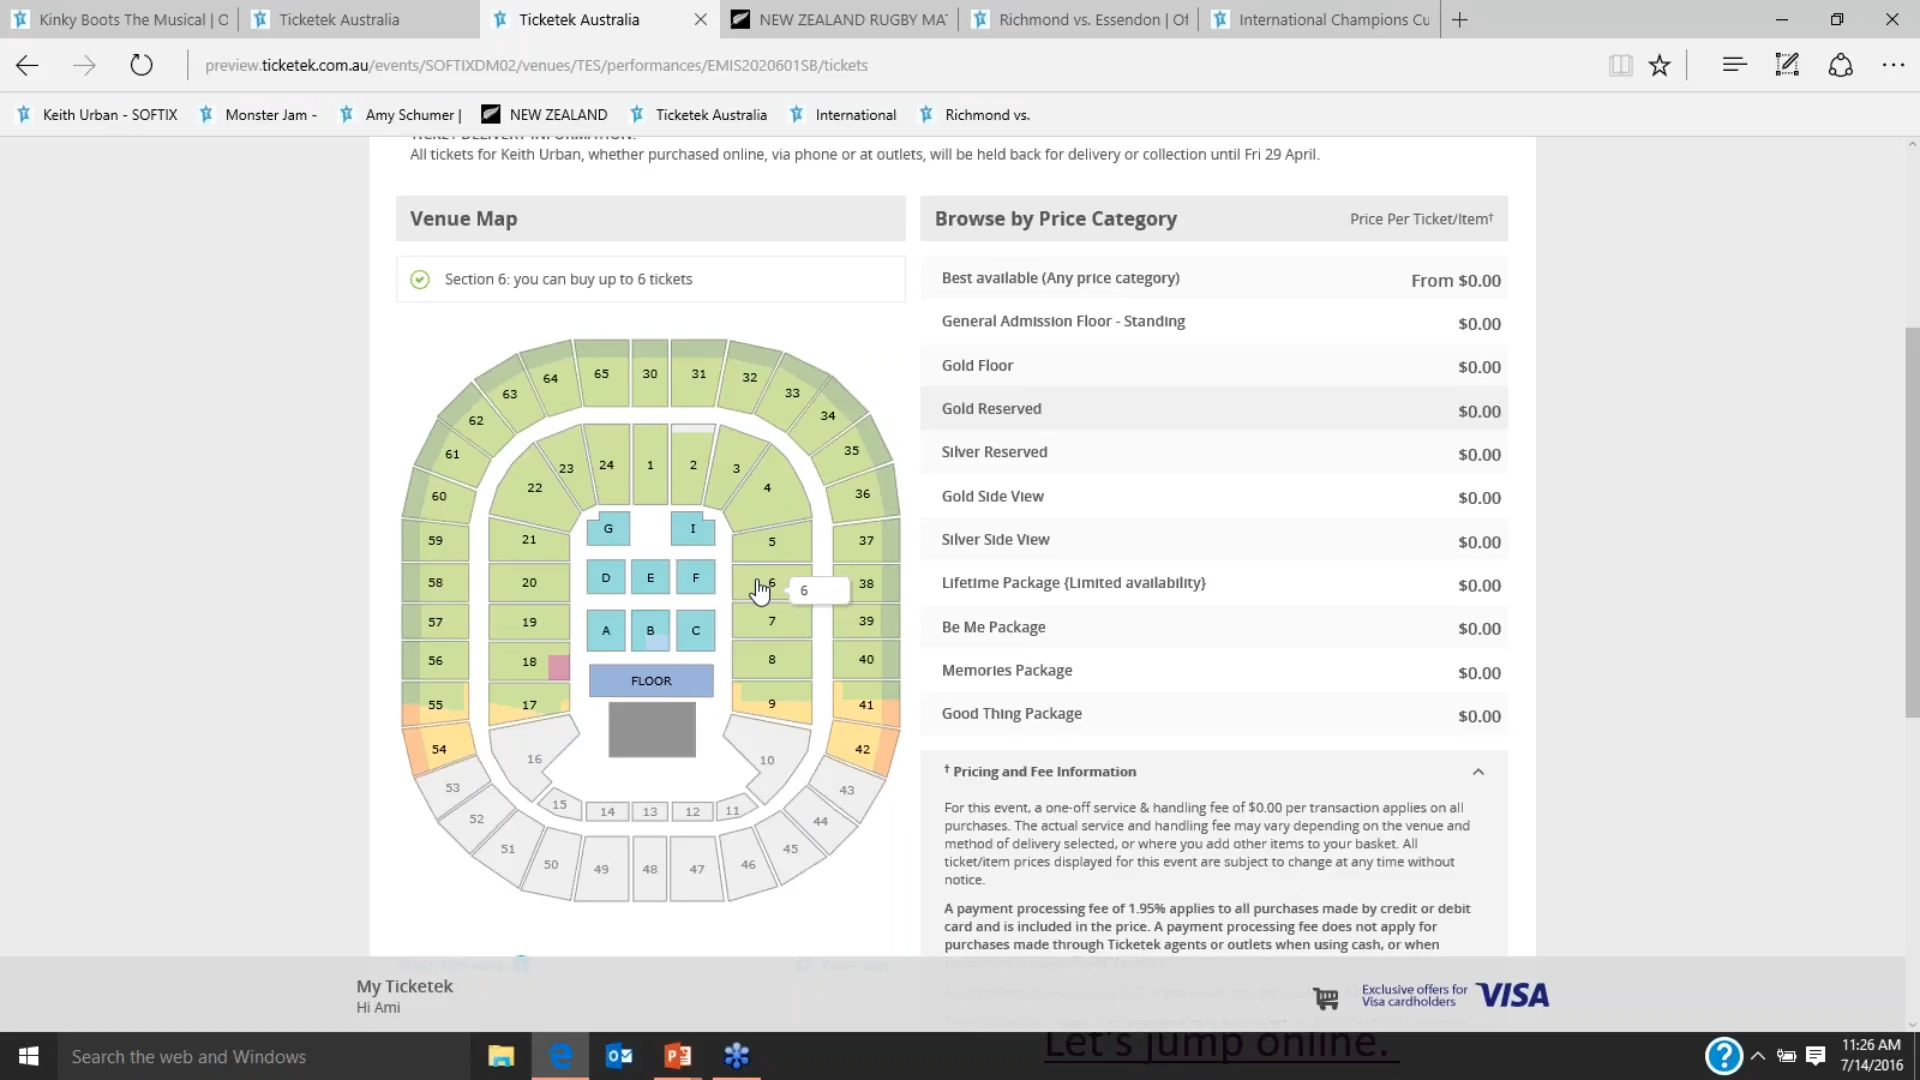 Kinky Boots The Musical | O
Ticketek Australia
Ticketek Australia
NEW ZEALAND RUGBY MA
Richmond vs. Essendon | Of
International Champions Cu
preview.ticketek.com.au/events/SOFTIXDM02/venues/TES/performances/EMIS2020601SB/tickets
Keith Urban - SOFTIX
Monster Jam -
Amy Schumer |
NEW ZEALAND
Ticketek Australia
International
Richmond vs.
TICKET DELIVERY INFORMATION:
All tickets for Keith Urban, whether purchased online, via phone or at outlets, will be held back for delivery or collection until Fri 29 April.
Venue Map
Section 6: you can buy up to 6 tickets
64 65 30 31 32
63 33
62 34
61 35
60 36
23 24 1 2 3
22 4
59 21 G I 5 37
58 20 D E F 6 6 38
57 19 A B C 7 39
56 18 8 40
FLOOR
55 17 9 41
54 42
16 10
53 43
15 14 13 12 11
52 44
51 45
50 49 48 47 46
Browse by Price Category
Price Per Ticket/Item†
Best available (Any price category) From $0.00
General Admission Floor - Standing $0.00
Gold Floor $0.00
Gold Reserved $0.00
Silver Reserved $0.00
Gold Side View $0.00
Silver Side View $0.00
Lifetime Package {Limited availability} $0.00
Be Me Package $0.00
Memories Package $0.00
Good Thing Package $0.00
† Pricing and Fee Information
For this event, a one-off service & handling fee of $0.00 per transaction applies on all
purchases. The actual service and handling fee may vary depending on the venue and
method of delivery selected, or where you add other items to your basket. All
ticket/item prices displayed for this event are subject to change at any time without
notice.
A payment processing fee of 1.95% applies to all purchases made by credit or debit
card and is included in the price. A payment processing fee does not apply for
purchases made through Ticketek agents or outlets when using cash, or when
My Ticketek
Hi Ami
Exclusive offers for
Visa cardholders
VISA
Let's jump online.
Search the web and Windows
11:26 AM
7/14/2016